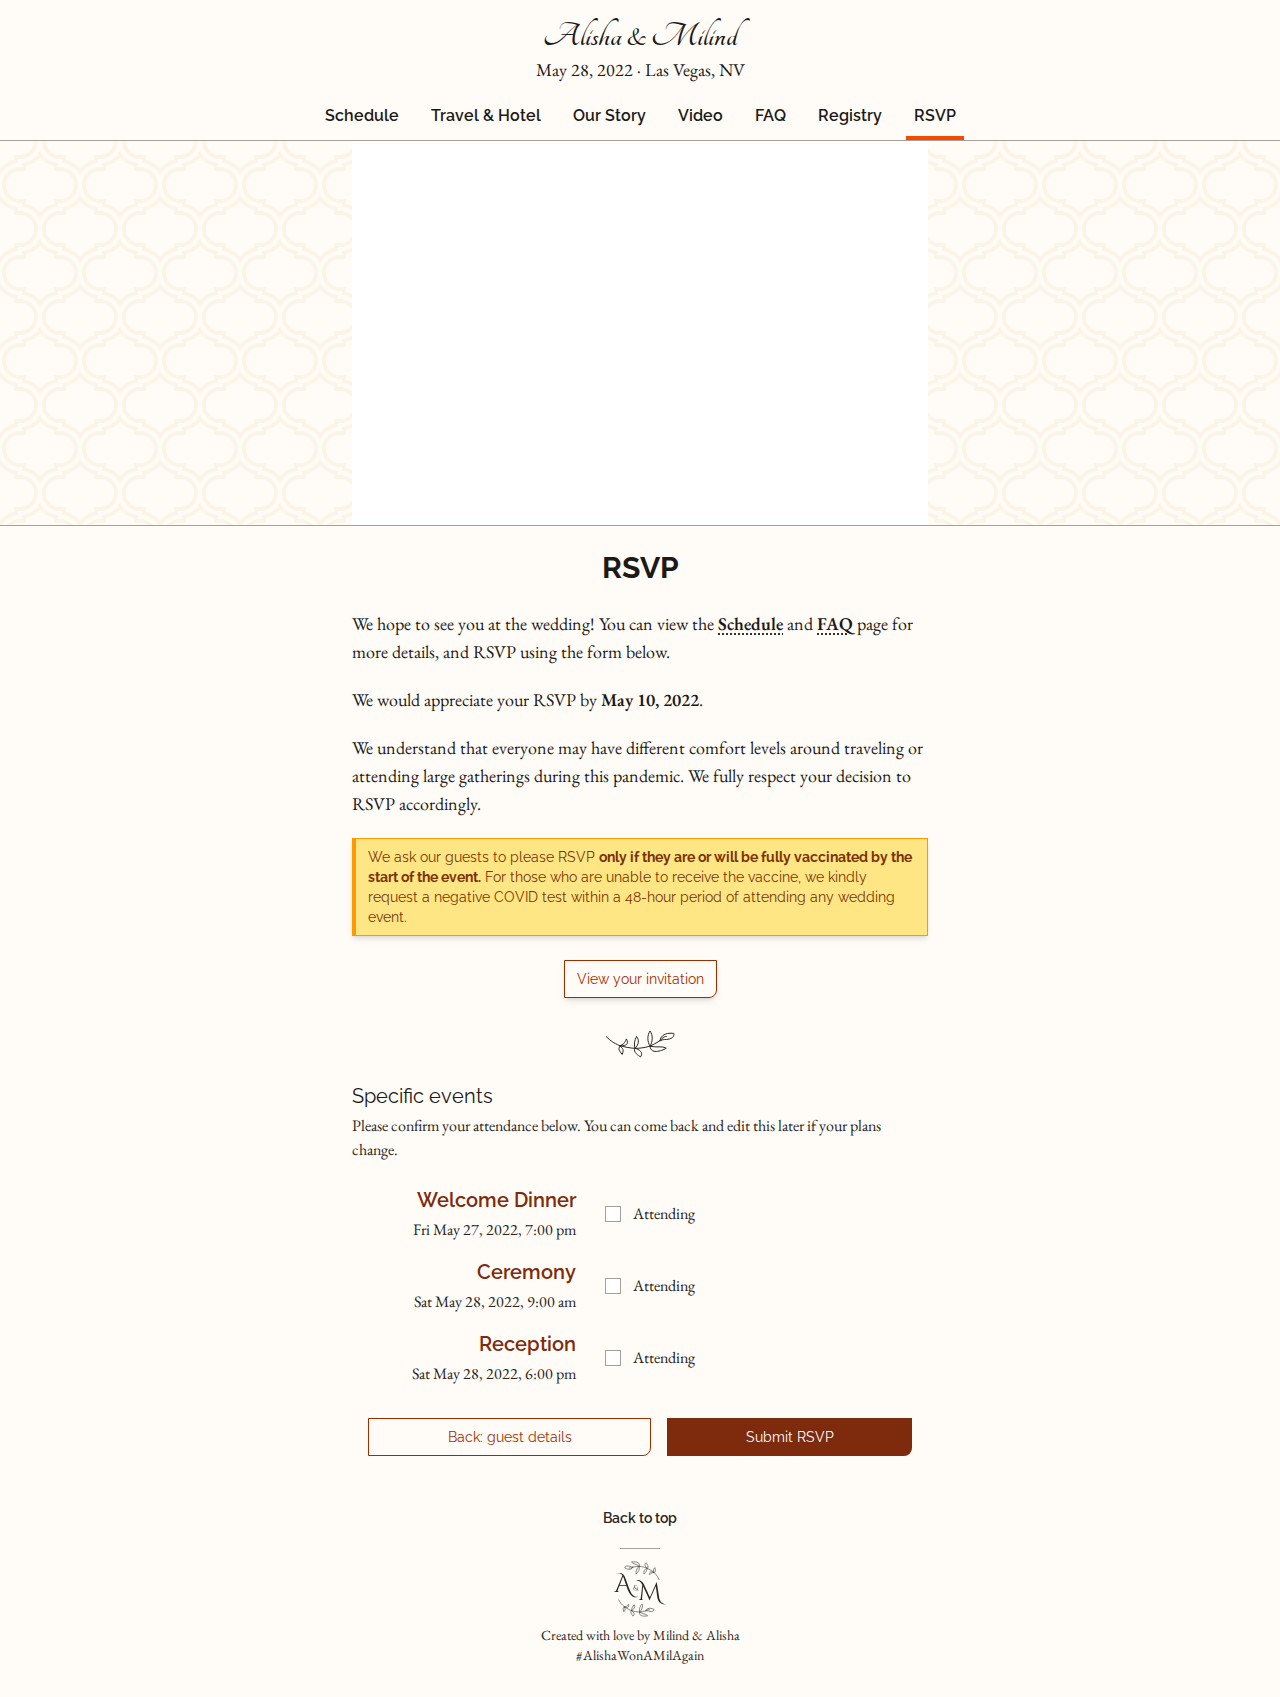 Alisha & Milind
May 28, 2022 · Las Vegas, NV
Schedule Travel & Hotel Our Story Video FAQ Registry RSVP
RSVP
We hope to see you at the wedding! You can view the Schedule and FAQ page for
more details, and RSVP using the form below.
We would appreciate your RSVP by May 10, 2022.
We understand that everyone may have different comfort levels around traveling or
attending large gatherings during this pandemic. We fully respect your decision to
RSVP accordingly.
We ask our guests to please RSVP only if they are or will be fully vaccinated by the
start of the event. For those who are unable to receive the vaccine, we kindly
request a negative COVID test within a 48-hour period of attending any wedding
event.
View your invitation
Specific events
Please confirm your attendance below. You can come back and edit this later if your plans
change.
Welcome Dinner
Fri May 27, 2022, 7:00 pm
Attending
Ceremony
Sat May 28, 2022, 9:00 am
Attending
Reception
Sat May 28, 2022, 6:00 pm
Attending
Back: guest details Submit RSVP
Back to top
A&M
Created with love by Milind & Alisha
#AlishaWonAMilAgain